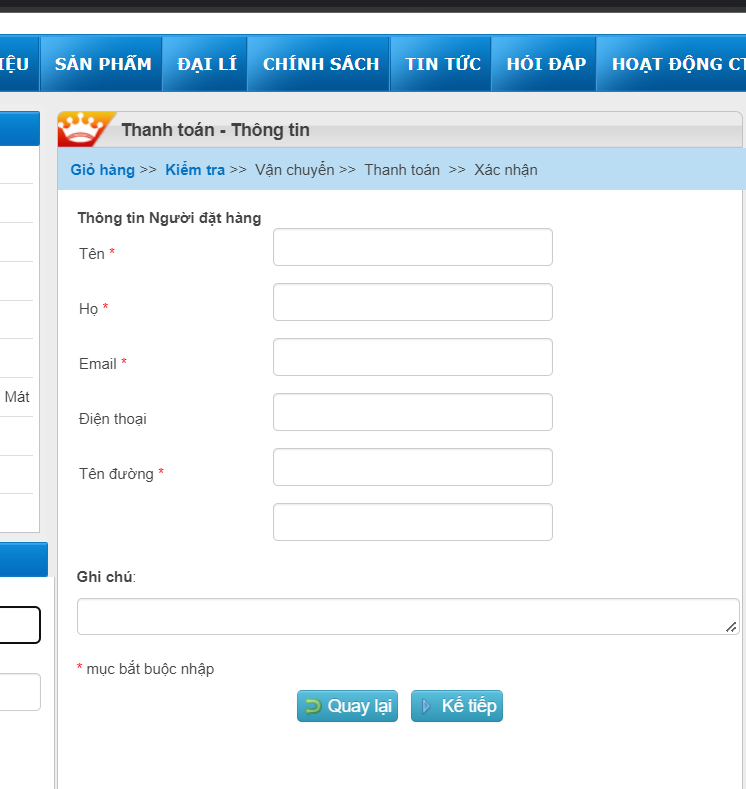 SẢN PHẨM ĐẠI LÍ CHÍNH SÁCH TIN TỨC HỎI ĐÁP HOẠT ĐỘNG
Thanh toán - Thông tin
Giỏ hàng >> Kiểm tra >> Vận chuyển >> Thanh toán >> Xác nhận
Thông tin Người đặt hàng
Tên *
Họ *
Email *
Mát
Điện thoại
Tên đường *
Ghi chú:
* mục bắt buộc nhập
Quay lại Kế tiếp